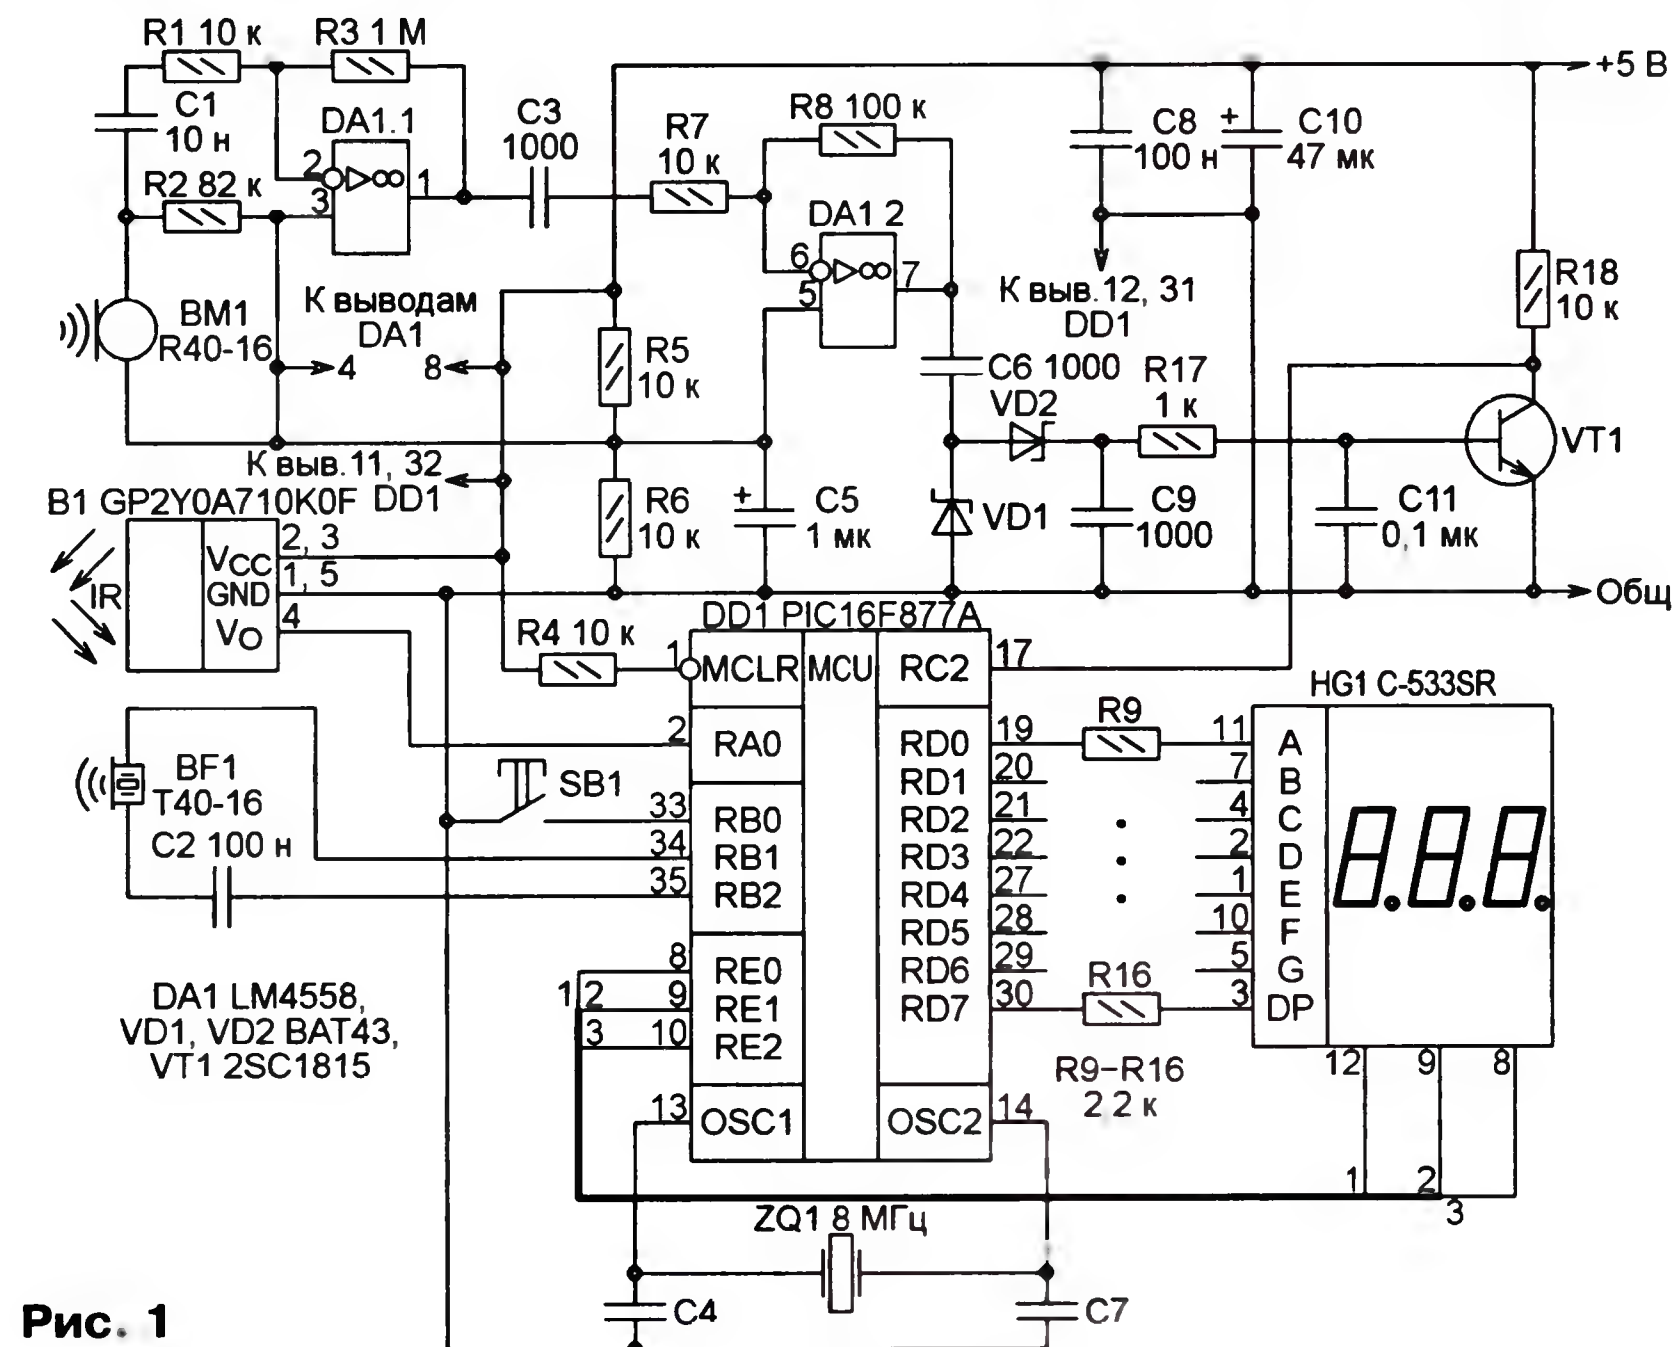 R1 10 к
R3 1 М
+5 В
C1
10 н
DA1.1
C3
1000
R7
10 к
R8 100 к
C8
100 н
+
C10
47 мк
2
3
1
R2 82 к
DA1 2
6
5
7
R18
10 к
BM1
R40-16
К выводам
DA1
4
8
R5
10 к
К выв.12, 31
DD1
C6 1000
VD2
R17
1 к
VT1
К выв.11, 32
DD1
B1 GP2Y0A710K0F
R6
10 к
+
C5
1 мк
VD1
C9
1000
C11
0,1 мк
IR
VCC
GND
VO
2, 3
1, 5
4
Общ
R4 10 к
DD1 PIC16F877A
1
MCLR
MCU
RC2
17
HG1 C-533SR
2
RA0
RD0
19
R9
11
A
BF1
T40-16
C2 100 н
SB1
RD1
20
7
B
33
RB0
RD2
21
4
C
34
RB1
RD3
22
2
D
35
RB2
RD4
27
1
E
RD5
28
10
F
8
RE0
RD6
29
5
G
1
2
9
RE1
RD7
30
R16
3
DP
3
10
RE2
8.8.8.
DA1 LM4558,
VD1, VD2 BAT43,
VT1 2SC1815
R9–R16
2 2 к
12
9
8
13
OSC1
OSC2
14
1
2
3
ZQ1 8 МГц
C4
C7
Рис. 1